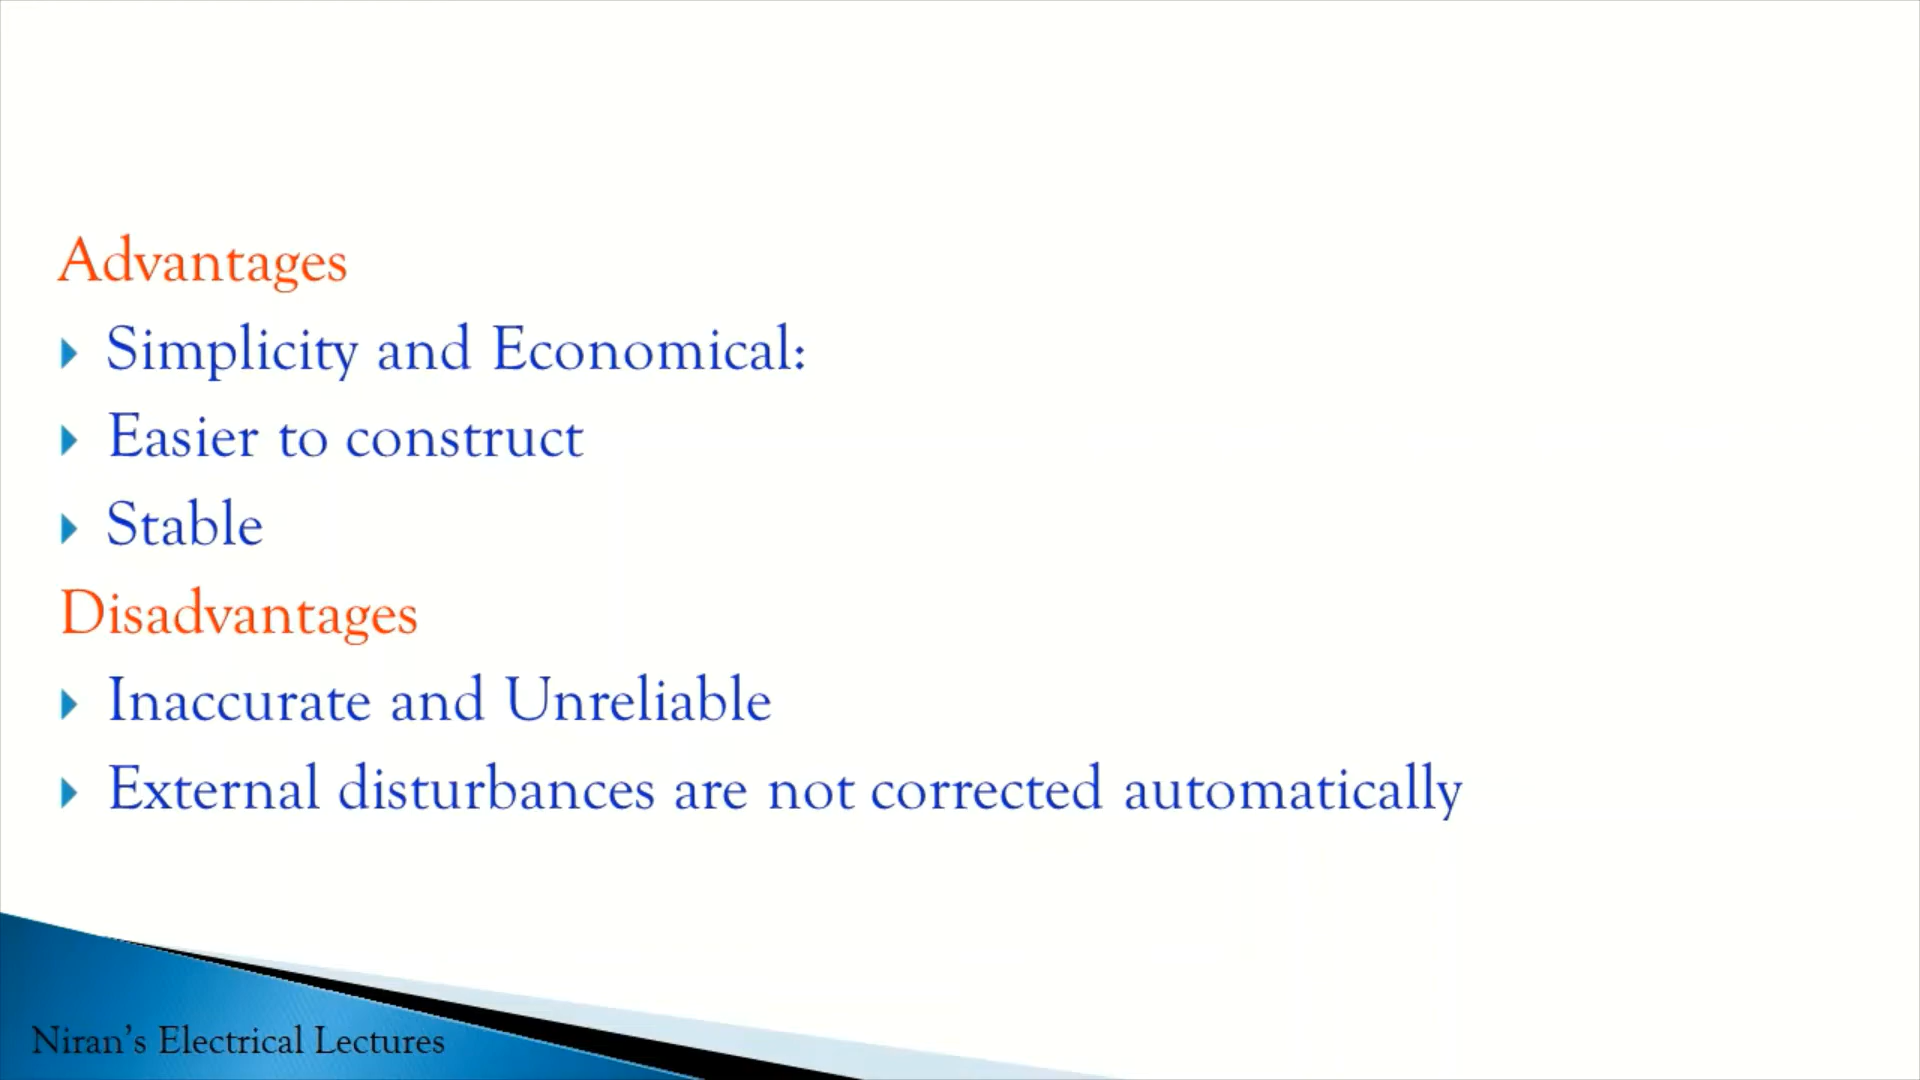 Advantages
Simplicity and Economical:
Easier to construct
Stable
Disadvantages
Inaccurate and Unreliable
External disturbances are not corrected automatically
Niran's Electrical Lectures